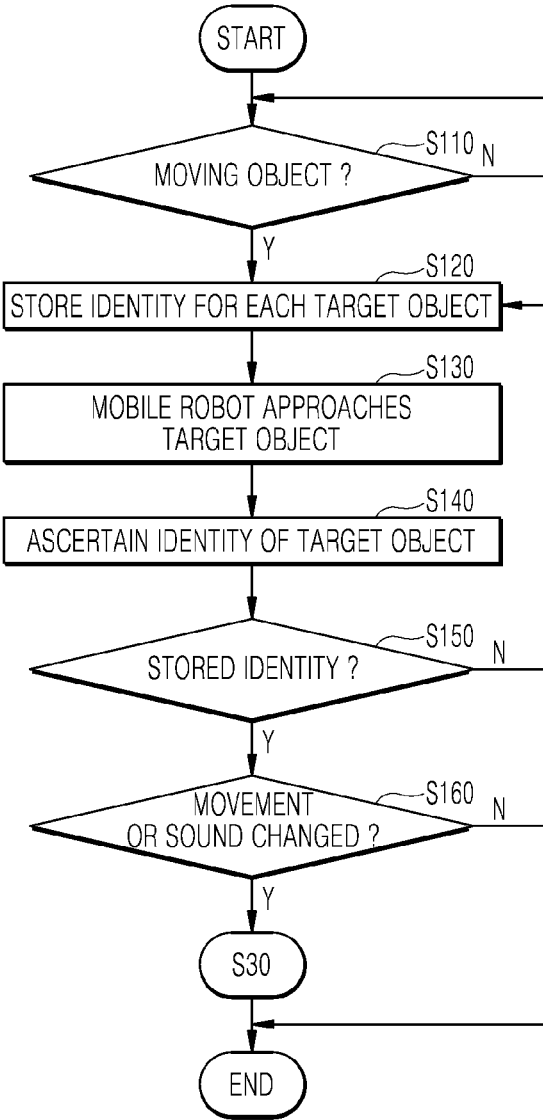 START
S110
MOVING OBJECT ?
N
Y
S120
STORE IDENTITY FOR EACH TARGET OBJECT
S130
MOBILE ROBOT APPROACHES
TARGET OBJECT
S140
ASCERTAIN IDENTITY OF TARGET OBJECT
S150
STORED IDENTITY ?
N
Y
S160
MOVEMENT
OR SOUND CHANGED ?
N
Y
S30
END